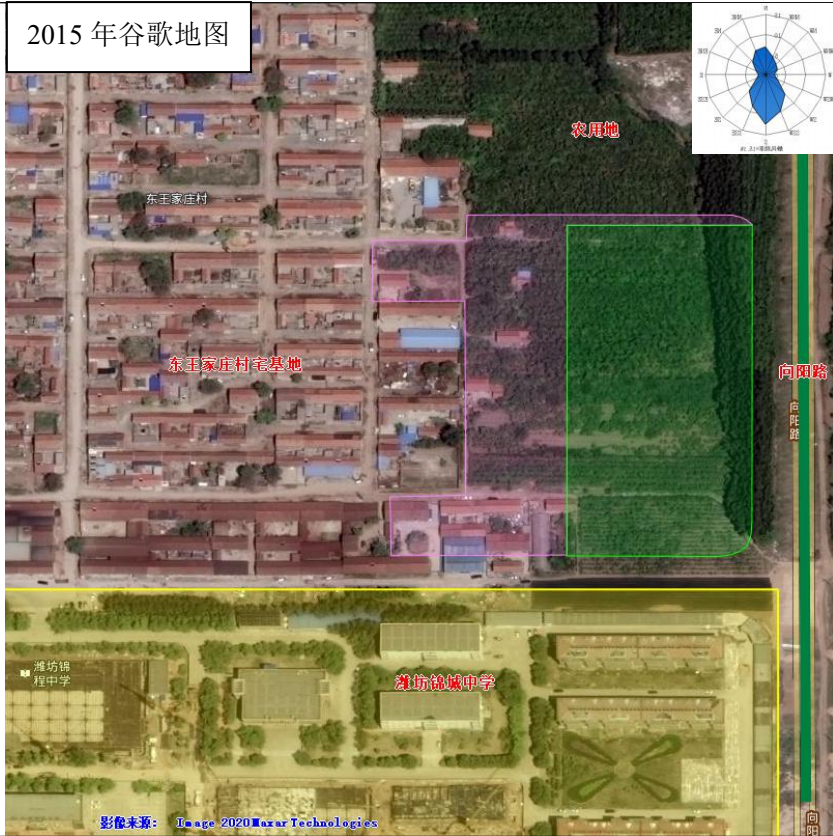 2015 年谷歌地图
农用地
东王家庄村
东王家庄村宅基地
向阳路
向阳路
潍坊锦程中学
潍坊锦城中学
影像来源： Image 2020 Maxar Technologies
向阳